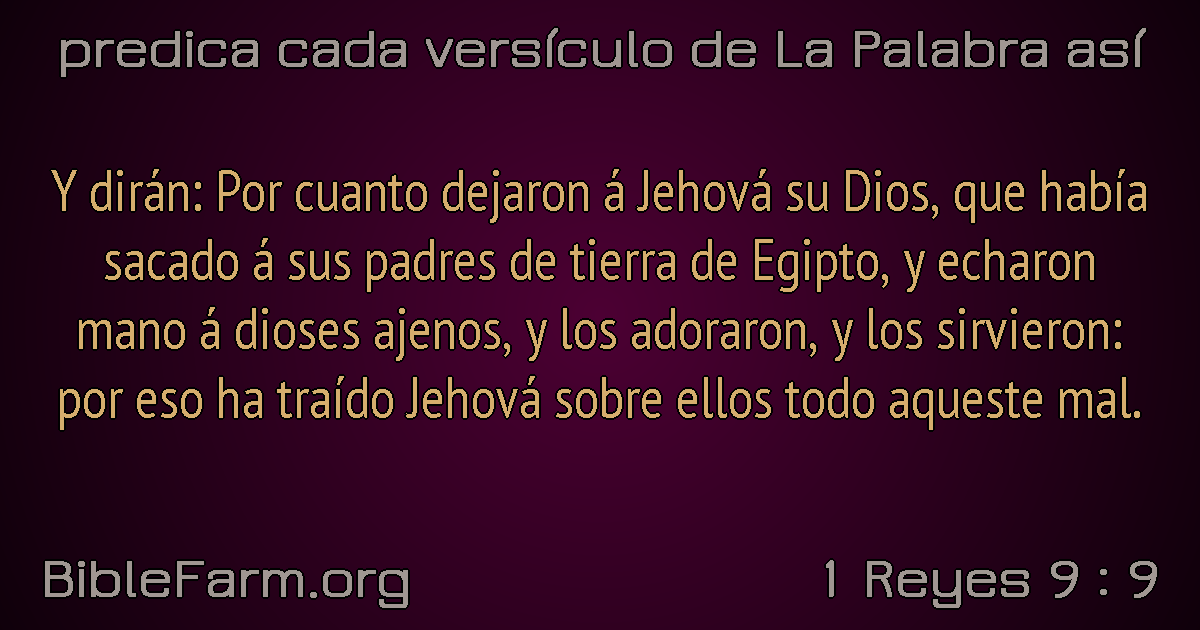 predica cada versículo de La Palabra así
Y dirán: Por cuanto dejaron á Jehová su Dios, que había
sacado á sus padres de tierra de Egipto, y echaron
mano á dioses ajenos, y los adoraron, y los sirvieron:
por eso ha traído Jehová sobre ellos todo aqueste mal.
BibleFarm.org
1 Reyes 9 : 9